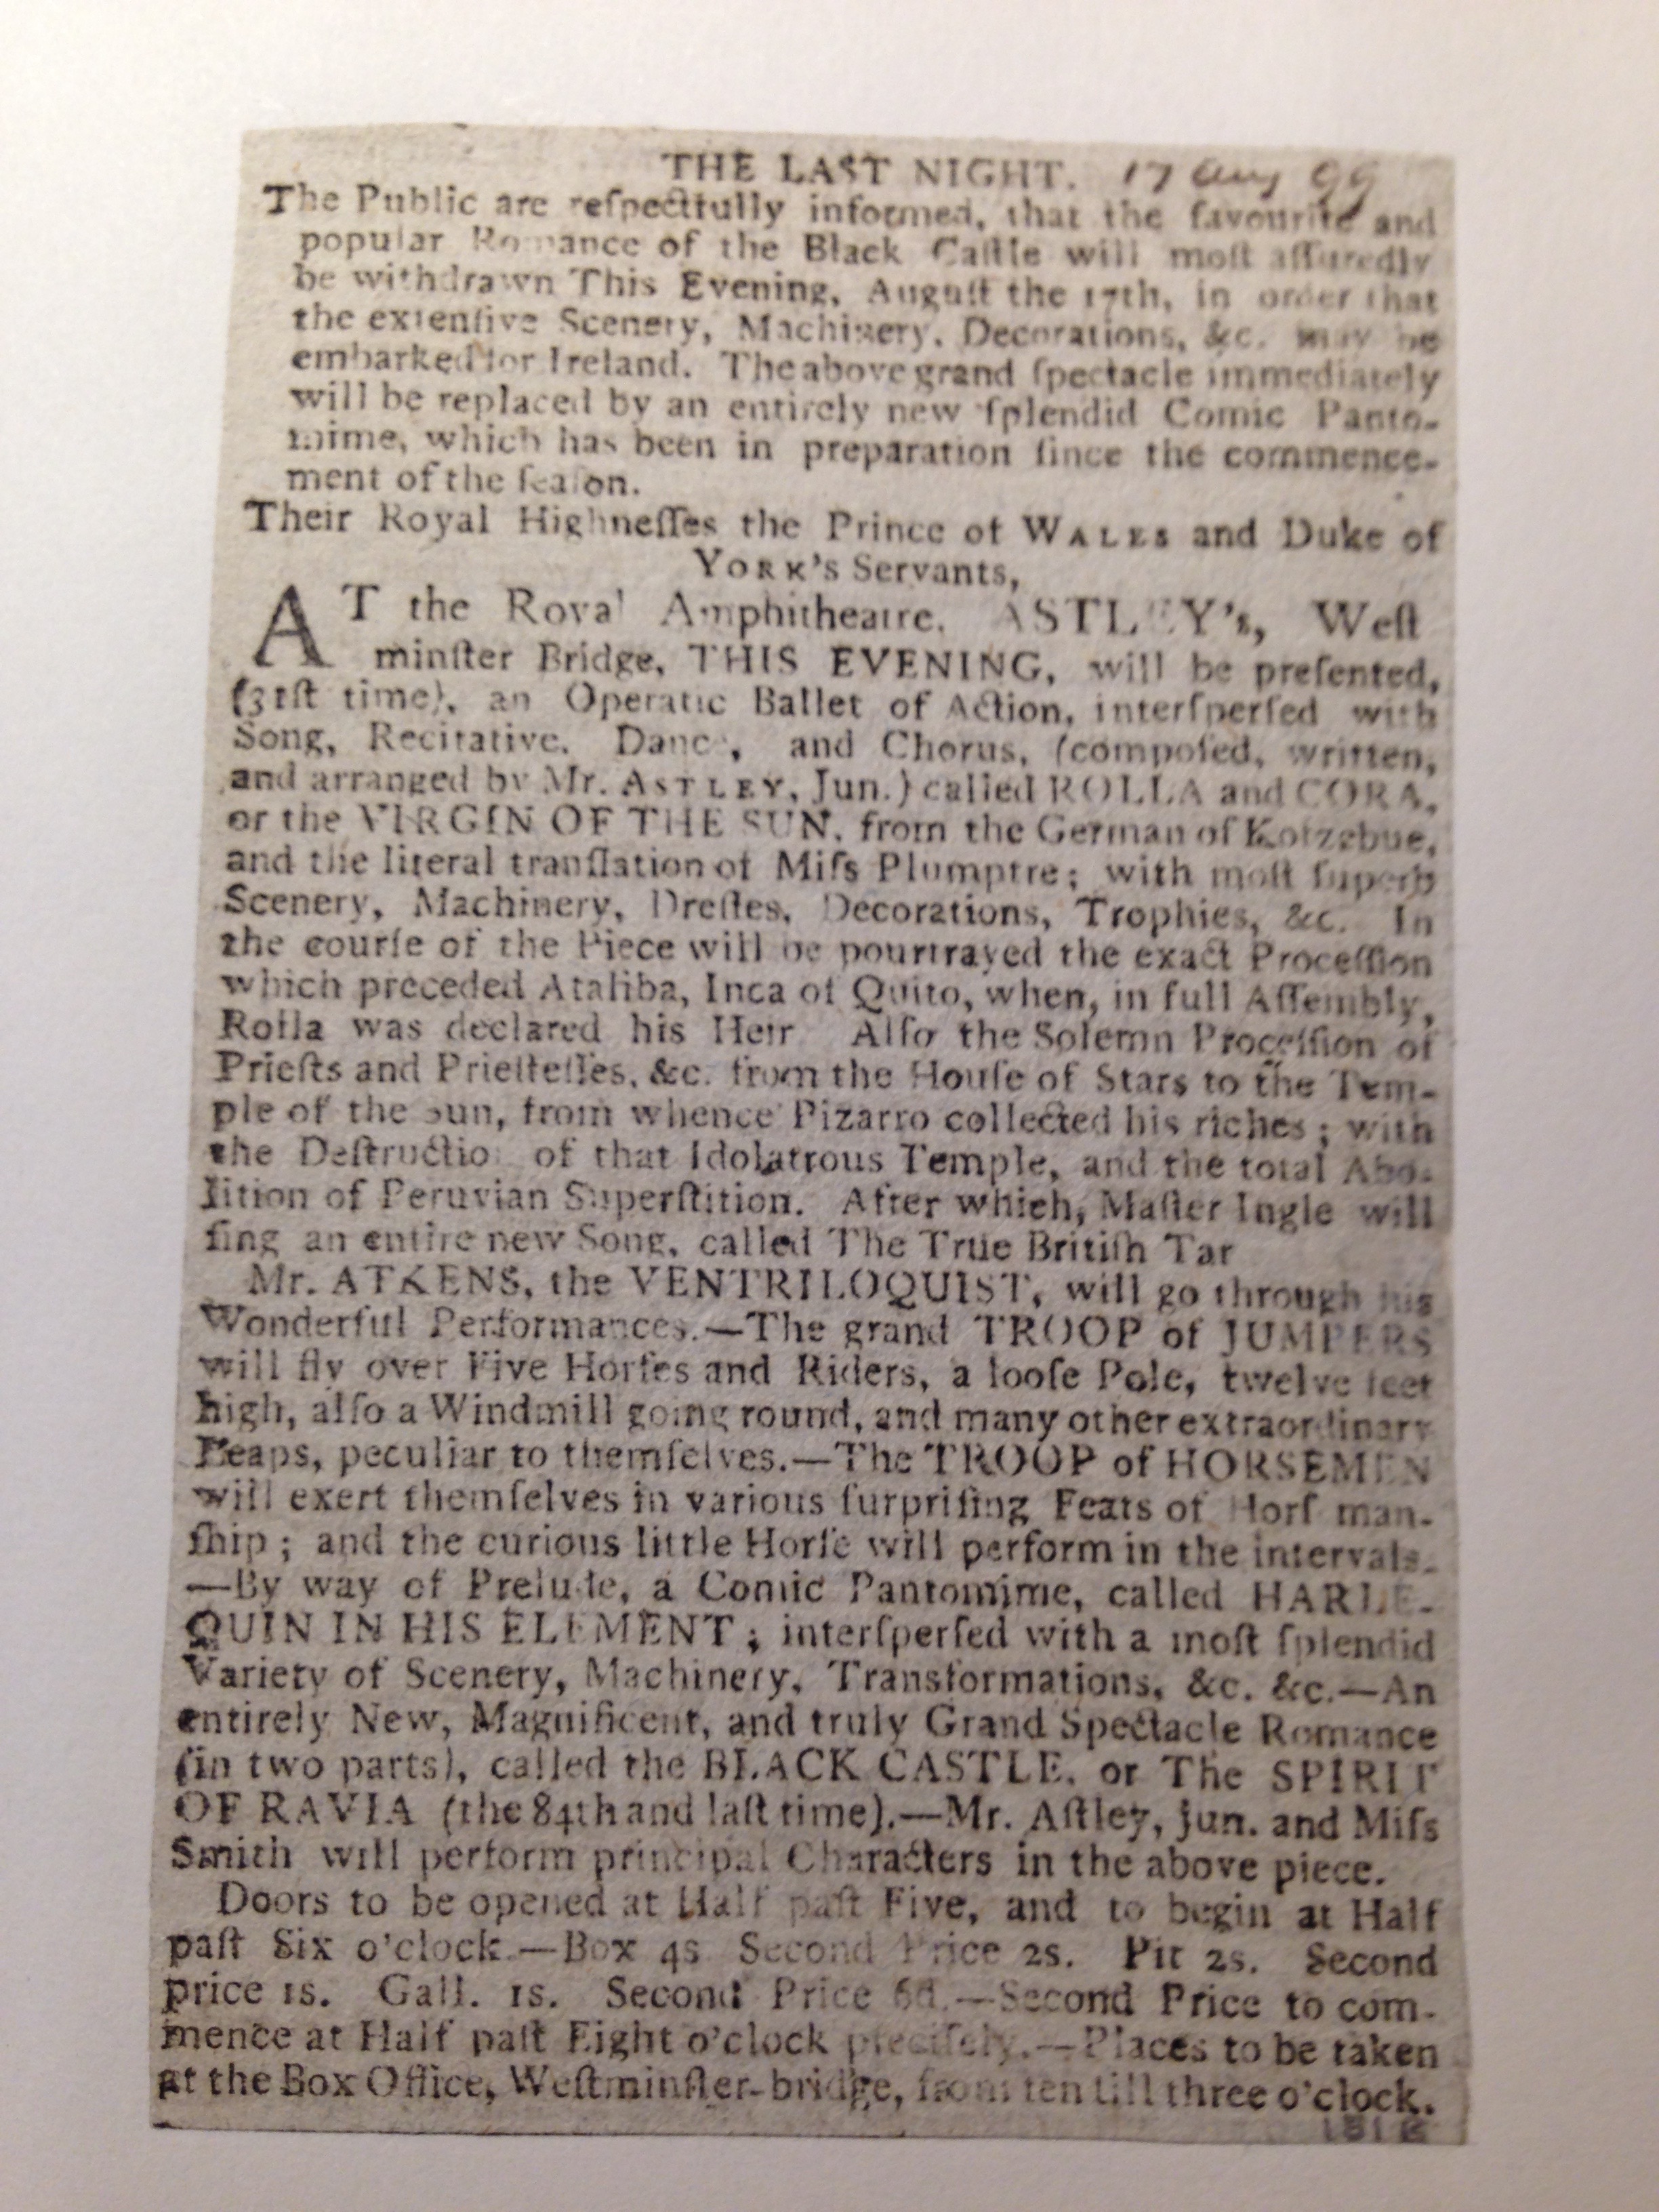 THE LAST NIGHT. 17 Aug 99
The Public are reſpectfully informed, that the favourite and
popular Romance of the Black Caſtle will moſt aſſuredly
be withdrawn This Evening, Auguſt the 17th, in order that
the extenſive Scenery, Machinery, Decorations, &c. may be
embarked for Ireland. The above grand ſpectacle immediately
will be replaced by an entirely new ſplendid Comic Panto-
mime, which has been in preparation ſince the commence-
ment of the ſeaſon.
Their Royal Highneſſes the Prince of WALES and Duke of
YORK's Servants,
AT the Royal Amphitheatre, ASTLEY's, Weſt
minſter Bridge, THIS EVENING, will be preſented,
(31ſt time), an Operatic Ballet of Action, interſperſed with
Song, Recitative, Dance, and Chorus, (compoſed, written,
and arranged by Mr. ASTLEY, Jun.) called ROLLA and CORA,
or the VIRGIN OF THE SUN, from the German of Kotzebue,
and the literal tranſlation of Miſs Plumptre; with moſt ſuperb
Scenery, Machinery, Dreſſes, Decorations, Trophies, &c. In
the courſe of the Piece will be pourtrayed the exact Proceſſion
which preceded Ataliba, Inca of Quito, when, in full Aſſembly,
Rolla was declared his Heir Alſo the Solemn Proceſſion of
Prieſts and Prieſteſſes, &c. from the Houſe of Stars to the Tem-
ple of the Sun, from whence Pizarro collected his riches; with
the Deſtruction of that Idolatrous Temple, and the total Abo-
lition of Peruvian Superſtition. After which, Maſter Ingle will
ſing an entire new Song, called The True Britiſh Tar
Mr. ATKENS, the VENTRILOQUIST, will go through his
Wonderful Performances.—The grand TROOP of JUMPERS
will fly over Five Horſes and Riders, a looſe Pole, twelve feet
high, alſo a Windmill going round, and many other extraordinary
Leaps, peculiar to themſelves.—The TROOP of HORSEMEN
will exert themſelves in various ſurpriſing Feats of Horſeman-
ſhip; and the curious little Horſe will perform in the intervals.
—By way of Prelude, a Comic Pantomime, called HARLE-
QUIN IN HIS ELEMENT; interſperſed with a moſt ſplendid
Variety of Scenery, Machinery, Transformations, &c. &c.—An
entirely New, Magnificent, and truly Grand Spectacle Romance
(in two parts), called the BLACK CASTLE, or The SPIRIT
OF RAVIA (the 84th and laſt time).—Mr. Aſtley, jun. and Miſs
Smith will perform principal Characters in the above piece.
Doors to be opened at Half paſt Five, and to begin at Half
paſt Six o'clock.—Box 4s Second Price 2s. Pit 2s. Second
price 1s. Gall. 1s. Second Price 6d.—Second Price to com-
mence at Half paſt Eight o'clock preciſely.—Places to be taken
at the Box Office, Weſtminſter-bridge, from ten till three o'clock.